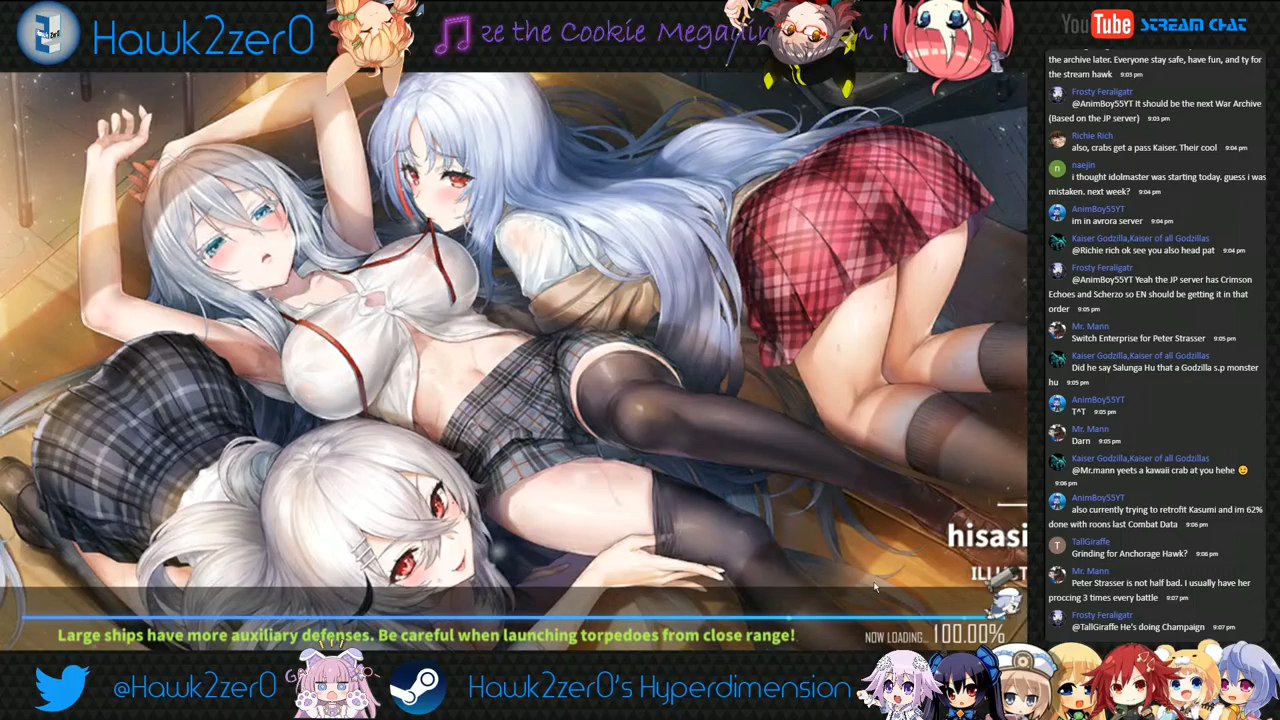 Hawk2zer0
ze the Cookie Megadi
You Tube STREAM CHAT
the archive later. Everyone stay safe, have fun, and ty for
the stream hawk 9:03 pm
Frosty Feraligatr
@AnimBoy55YT It should be the next War Archive
(Based on the JP server) 9:03 pm
Richie Rich
also, crabs get a pass Kaiser. Their cool 9:04 pm
n naejin
i thought idolmaster was starting today. guess i was
mistaken. next week? 9:04 pm
AnimBoy55YT
im in avrora server 9:04 pm
Kaiser Godzilla,Kaiser of all Godzillas
@Richie rich ok see you also head pat 9:04 pm
Frosty Feraligatr
@AnimBoy55YT Yeah the JP server has Crimson
Echoes and Scherzo so EN should be getting it in that
order 9:05 pm
Mr. Mann
Switch Enterprise for Peter Strasser 9:05 pm
Kaiser Godzilla,Kaiser of all Godzillas
Did he say Salunga Hu that a Godzilla s.p monster
hu 9:05 pm
AnimBoy55YT
T^T 9:05 pm
Mr. Mann
Darn 9:05 pm
Kaiser Godzilla,Kaiser of all Godzillas
@Mr.mann yeets a kawaii crab at you hehe 😉
9:06 pm
AnimBoy55YT
also currently trying to retrofit Kasumi and im 62%
done with roons last Combat Data 9:06 pm
T TallGiraffe
Grinding for Anchorage Hawk? 9:06 pm
Mr. Mann
Peter Strasser is not half bad. I usually have her
proccing 3 times every battle 9:07 pm
Frosty Feraligatr
@TallGiraffe He's doing Champaign 9:07 pm
hisasi
ILLUST
Large ships have more auxiliary defenses. Be careful when launching torpedoes from close range!
NOW LOADING... 100.00%
@Hawk2zer0
Hawk2zer0's Hyperdimension